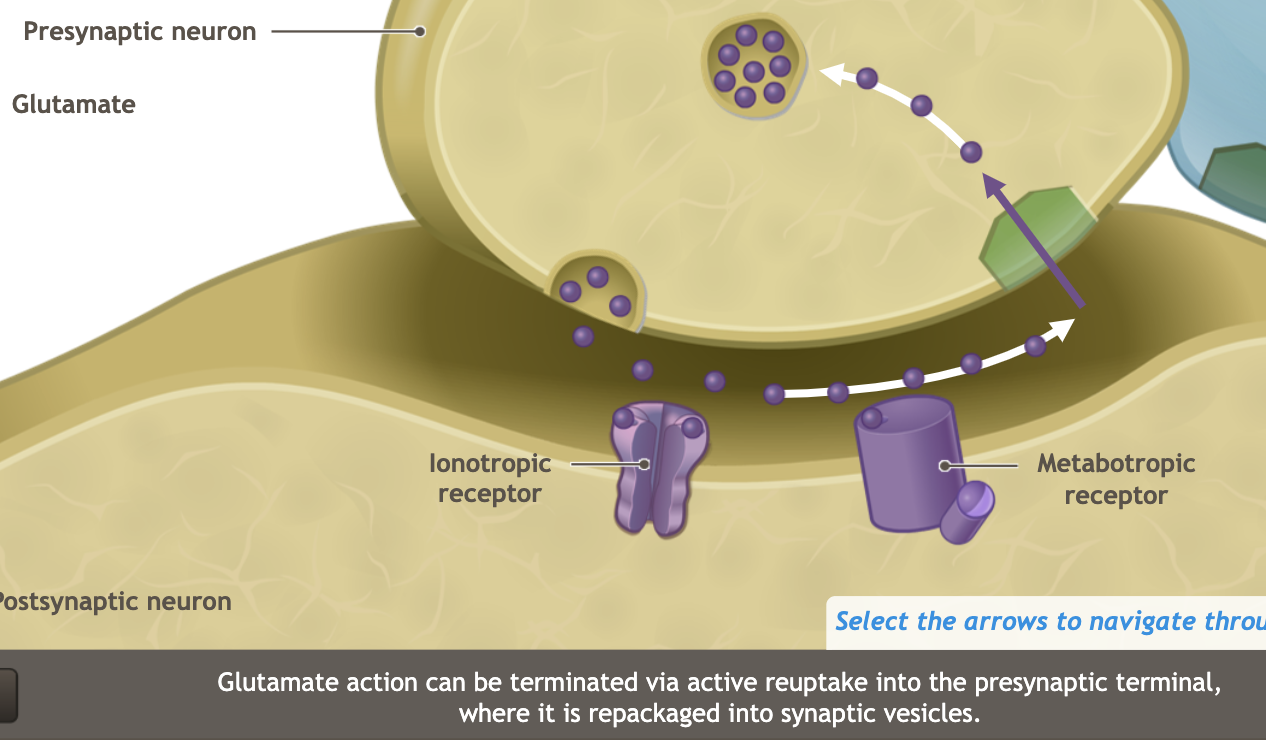 Presynaptic neuron
Glutamate
Ionotropic
receptor
Metabotropic
receptor
Postsynaptic neuron
Select the arrows to navigate throu
Glutamate action can be terminated via active reuptake into the presynaptic terminal,
where it is repackaged into synaptic vesicles.